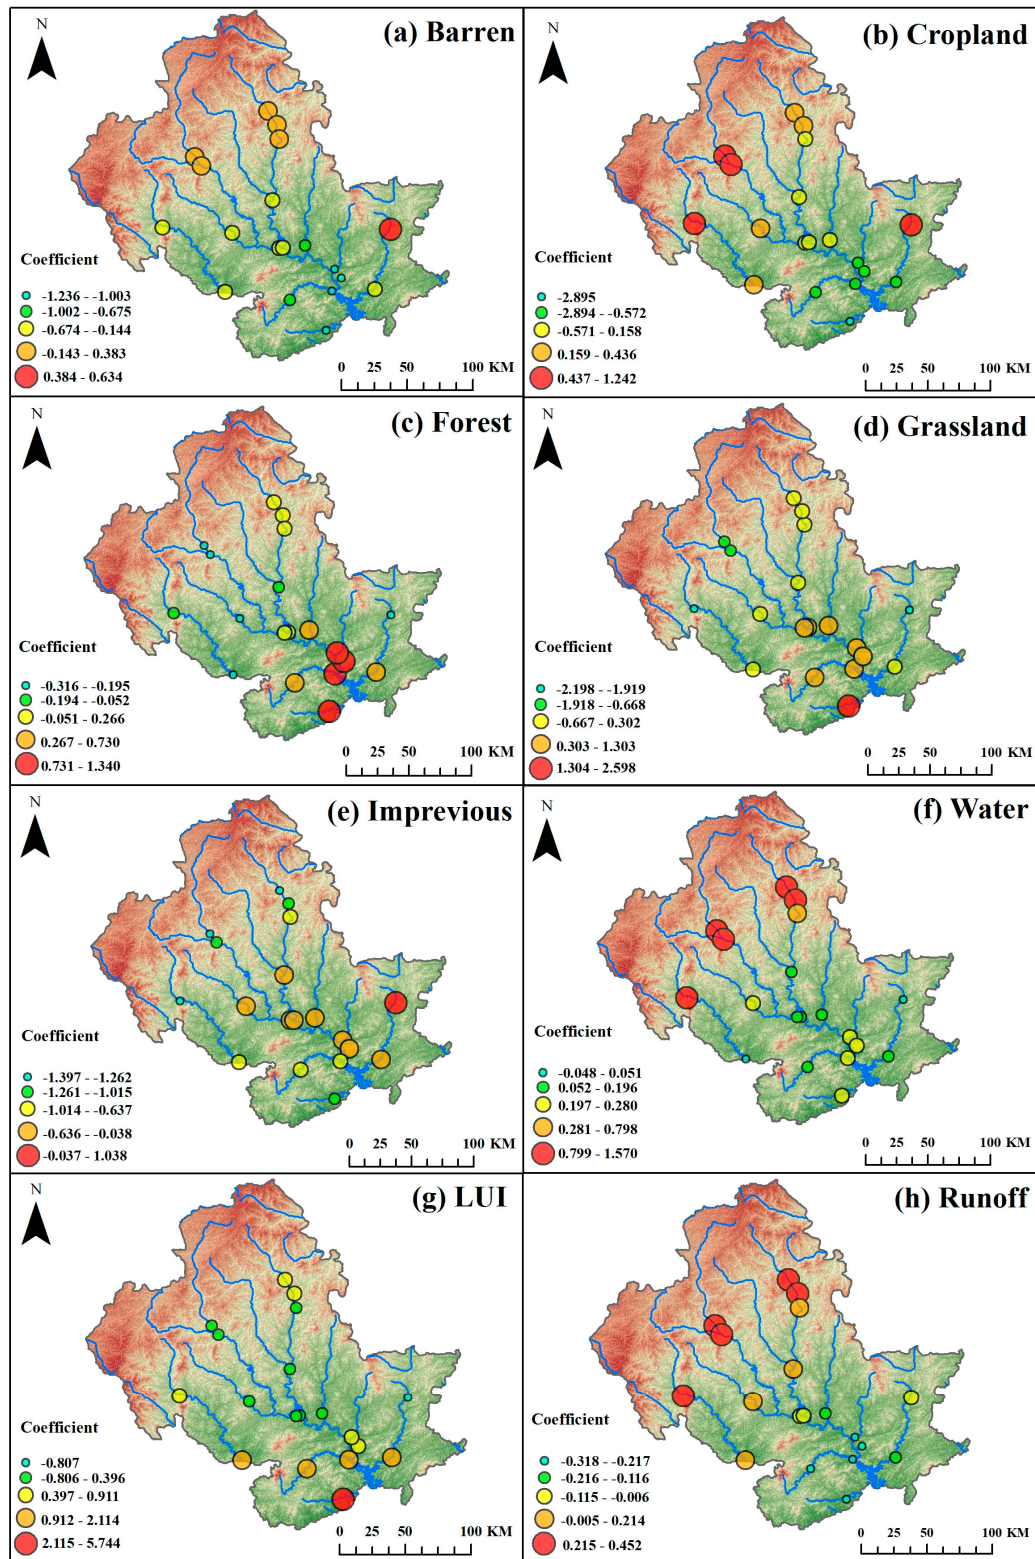 N
(a) Barren
Coefficient
-1.236 - -1.003
-1.002 - -0.675
-0.674 - -0.144
-0.143 - 0.383
0.384 - 0.634
0 25 50 100 KM
N
(b) Cropland
Coefficient
-2.895
-2.894 - -0.572
-0.571 - 0.158
0.159 - 0.436
0.437 - 1.242
0 25 50 100 KM
N
(c) Forest
Coefficient
-0.316 - -0.195
-0.194 - -0.052
-0.051 - 0.266
0.267 - 0.730
0.731 - 1.340
0 25 50 100 KM
N
(d) Grassland
Coefficient
-2.198 - -1.919
-1.918 - -0.668
-0.667 - 0.302
0.303 - 1.303
1.304 - 2.598
0 25 50 100 KM
N
(e) Imprevious
Coefficient
-1.397 - -1.262
-1.261 - -1.015
-1.014 - -0.637
-0.636 - -0.038
-0.037 - 1.038
0 25 50 100 KM
N
(f) Water
Coefficient
-0.048 - 0.051
0.052 - 0.196
0.197 - 0.280
0.281 - 0.798
0.799 - 1.570
0 25 50 100 KM
N
(g) LUI
Coefficient
-0.807
-0.806 - 0.396
0.397 - 0.911
0.912 - 2.114
2.115 - 5.744
0 25 50 100 KM
N
(h) Runoff
Coefficient
-0.318 - -0.217
-0.216 - -0.116
-0.115 - -0.006
-0.005 - 0.214
0.215 - 0.452
0 25 50 100 KM